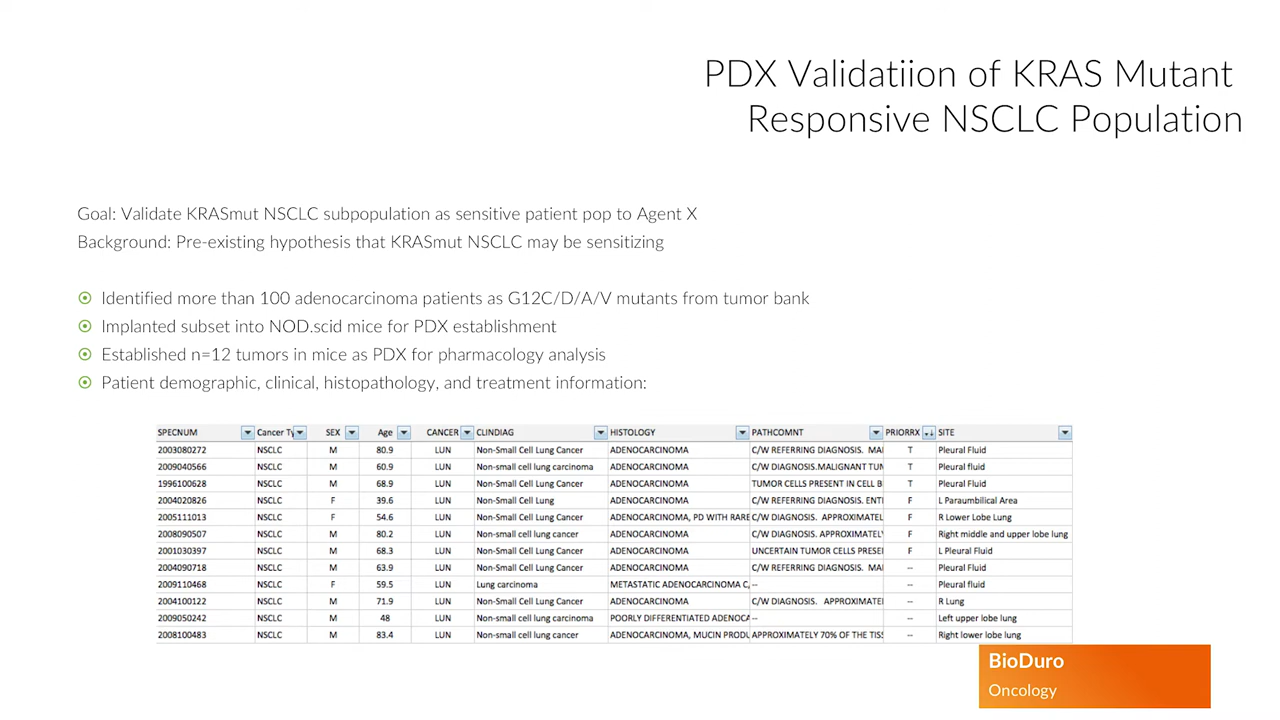 PDX Validatiion of KRAS Mutant
Responsive NSCLC Population
Goal: Validate KRASmut NSCLC subpopulation as sensitive patient pop to Agent X
Background: Pre-existing hypothesis that KRASmut NSCLC may be sensitizing
Identified more than 100 adenocarcinoma patients as G12C/D/A/V mutants from tumor bank
Implanted subset into NOD.scid mice for PDX establishment
Established n=12 tumors in mice as PDX for pharmacology analysis
Patient demographic, clinical, histopathology, and treatment information:
SPECNUM Cancer Ty SEX Age CANCER CLINDIAG HISTOLOGY PATHCOMNT PRIORRX SITE
2003080272 NSCLC M 80.9 LUN Non-Small Cell Lung Cancer ADENOCARCINOMA C/W REFERRING DIAGNOSIS. MAI T Pleural Fluid
2009040566 NSCLC M 60.9 LUN Non-small cell lung carcinoma ADENOCARCINOMA C/W DIAGNOSIS.MALIGNANT TUN T Pleural fluid
1996100628 NSCLC M 68.9 LUN Non-Small Cell Lung Cancer ADENOCARCINOMA TUMOR CELLS PRESENT IN CELL B T Pleural Fluid
2004020826 NSCLC F 39.6 LUN Non-Small Cell Lung ADENOCARCINOMA C/W REFERRING DIAGNOSIS. ENTI F L Paraumbilical Area
2005111013 NSCLC F 54.6 LUN Non-Small Cell Lung Cancer ADENOCARCINOMA, PD WITH RARE C/W DIAGNOSIS. APPROXIMATEL F R Lower Lobe Lung
2008090507 NSCLC M 80.2 LUN Non-small cell lung cancer ADENOCARCINOMA C/W DIAGNOSIS. APPROXIMATELY F Right middle and upper lobe lung
2001030397 NSCLC M 68.3 LUN Non-Small Cell Lung Cancer ADENOCARCINOMA UNCERTAIN TUMOR CELLS PRESEI F L Pleural Fluid
2004090718 NSCLC M 63.9 LUN Non-Small Cell Lung Cancer ADENOCARCINOMA C/W REFERRING DIAGNOSIS. MAI -- Pleural Fluid
2009110468 NSCLC F 59.5 LUN Lung carcinoma METASTATIC ADENOCARCINOMA C, -- -- Pleural fluid
2004100122 NSCLC M 71.9 LUN Non-Small Cell Lung Cancer ADENOCARCINOMA C/W DIAGNOSIS. APPROXIMATEI -- R Lung
2009050242 NSCLC M 48 LUN Non-small cell lung carcinoma POORLY DIFFERENTIATED ADENOCA -- -- Left upper lobe lung
2008100483 NSCLC M 83.4 LUN Non-small cell lung cancer ADENOCARCINOMA, MUCIN PRODU APPROXIMATELY 70% OF THE TIS -- Right lower lobe lung
BioDuro
Oncology